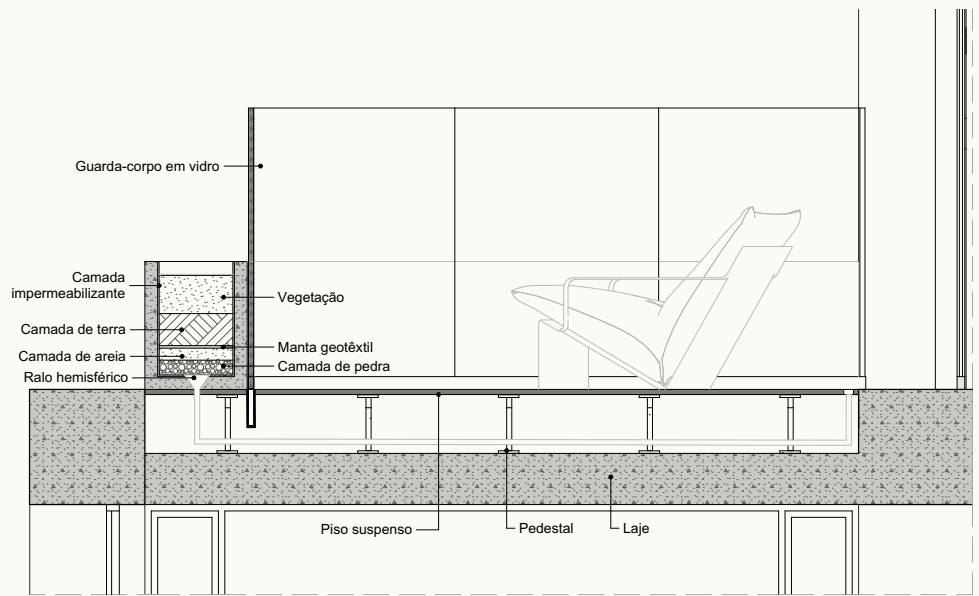 Guarda-corpo em vidro
Camada
impermeabilizante
Vegetação
Camada de terra
Manta geotêxtil
Camada de areia
Camada de pedra
Ralo hemisférico
Piso suspenso
Pedestal
Laje